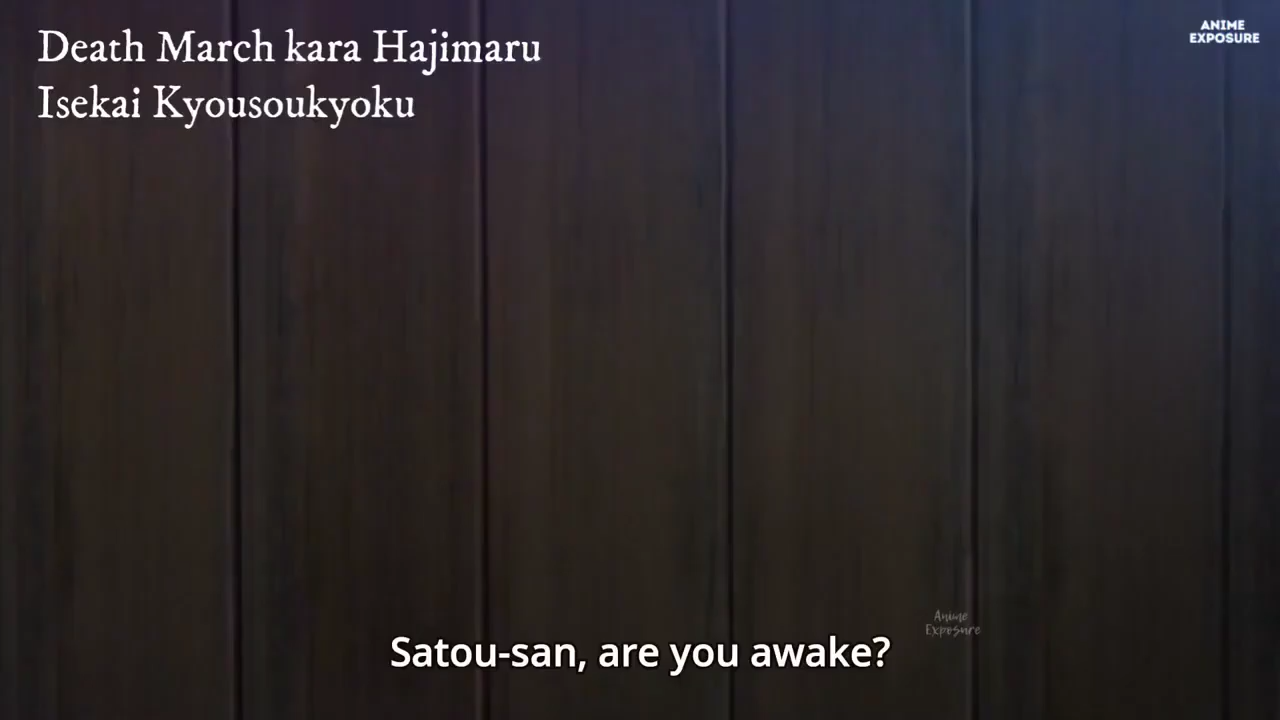 Death March kara Hajimaru
Isekai Kyousoukyoku
ANIME
EXPOSURE
Anime
Exposure
Satou-san, are you awake?